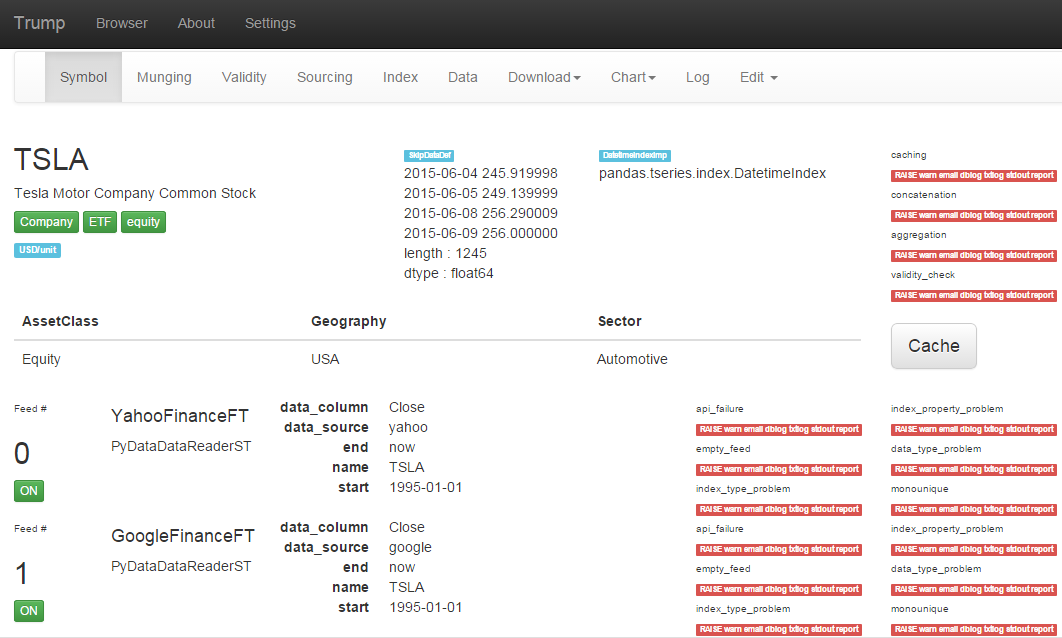 Trump Browser About Settings
Symbol Munging Validity Sourcing Index Data Download Chart Log Edit
TSLA
Tesla Motor Company Common Stock
Company ETF equity
USD/unit
SkipDataDef
2015-06-04 245.919998
2015-06-05 249.139999
2015-06-08 256.290009
2015-06-09 256.000000
length : 1245
dtype : float64
DatetimeIndexImp
pandas.tseries.index.DatetimeIndex
caching
RAISE warn email dblog txtlog stdout report
concatenation
RAISE warn email dblog txtlog stdout report
aggregation
RAISE warn email dblog txtlog stdout report
validity_check
RAISE warn email dblog txtlog stdout report
Cache
AssetClass Geography Sector
Equity USA Automotive
Feed #
0
ON
YahooFinanceFT
PyDataDataReaderST
data_column Close
data_source yahoo
end now
name TSLA
start 1995-01-01
api_failure
RAISE warn email dblog txtlog stdout report
empty_feed
RAISE warn email dblog txtlog stdout report
index_type_problem
RAISE warn email dblog txtlog stdout report
index_property_problem
RAISE warn email dblog txtlog stdout report
data_type_problem
RAISE warn email dblog txtlog stdout report
monounique
RAISE warn email dblog txtlog stdout report
Feed #
1
ON
GoogleFinanceFT
PyDataDataReaderST
data_column Close
data_source google
end now
name TSLA
start 1995-01-01
api_failure
RAISE warn email dblog txtlog stdout report
empty_feed
RAISE warn email dblog txtlog stdout report
index_type_problem
RAISE warn email dblog txtlog stdout report
index_property_problem
RAISE warn email dblog txtlog stdout report
data_type_problem
RAISE warn email dblog txtlog stdout report
monounique
RAISE warn email dblog txtlog stdout report